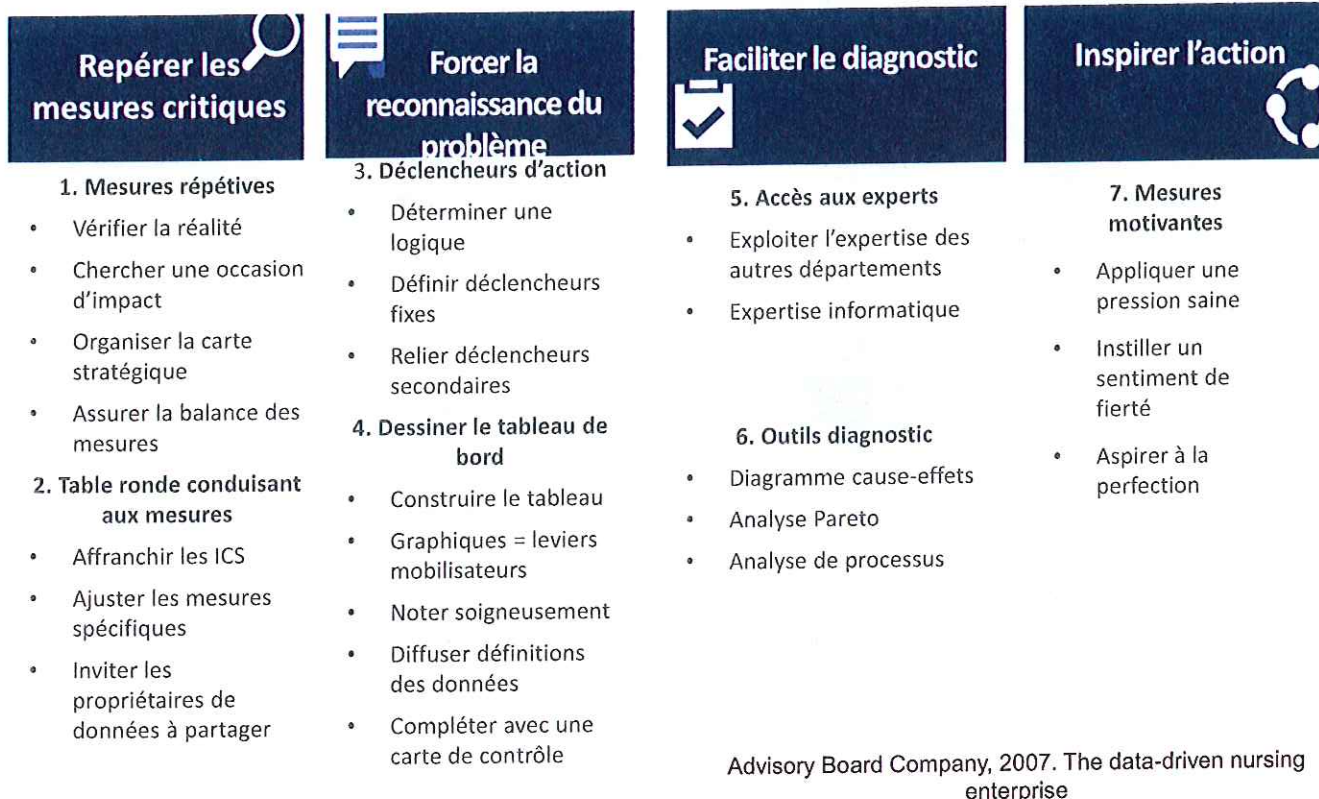 Repérer les
mesures critiques
1. Mesures répétives
• Vérifier la réalité
• Chercher une occasion
d'impact
• Organiser la carte
stratégique
• Assurer la balance des
mesures
2. Table ronde conduisant
aux mesures
• Affranchir les ICS
• Ajuster les mesures
spécifiques
• Inviter les
propriétaires de
données à partager
Forcer la
reconnaissance du
problème
3. Déclencheurs d'action
• Déterminer une
logique
• Définir déclencheurs
fixes
• Relier déclencheurs
secondaires
4. Dessiner le tableau de
bord
• Construire le tableau
• Graphiques = leviers
mobilisateurs
• Noter soigneusement
• Diffuser définitions
des données
• Compléter avec une
carte de contrôle
Faciliter le diagnostic
5. Accès aux experts
• Exploiter l'expertise des
autres départements
• Expertise informatique
6. Outils diagnostic
• Diagramme cause-effets
• Analyse Pareto
• Analyse de processus
Inspirer l'action
7. Mesures
motivantes
• Appliquer une
pression saine
• Instiller un
sentiment de
fierté
• Aspirer à la
perfection
Advisory Board Company, 2007. The data-driven nursing
enterprise